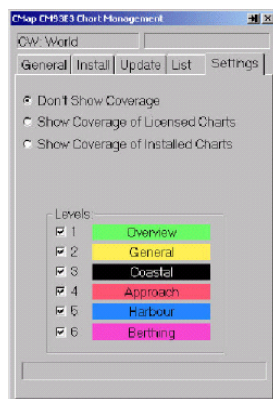 CMap CM93E3 Chart Management
CW: World
General Install Update List Settings
Don't Show Coverage
Show Coverage of Licensed Charts
Show Coverage of Installed Charts
Levels:
1 Overview
2 General
3 Coastal
4 Approach
5 Harbour
6 Berthing